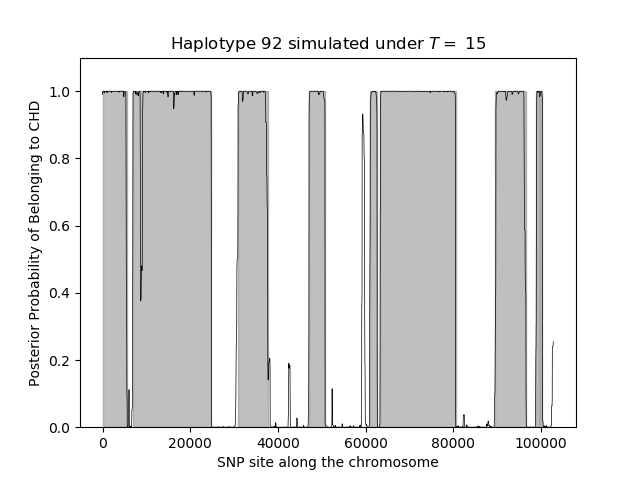 Haplotype 92 simulated under T = 15
Posterior Probability of Belonging to CHD
1.0
0.8
0.6
0.4
0.2
0.0
0 20000 40000 60000 80000 100000
SNP site along the chromosome